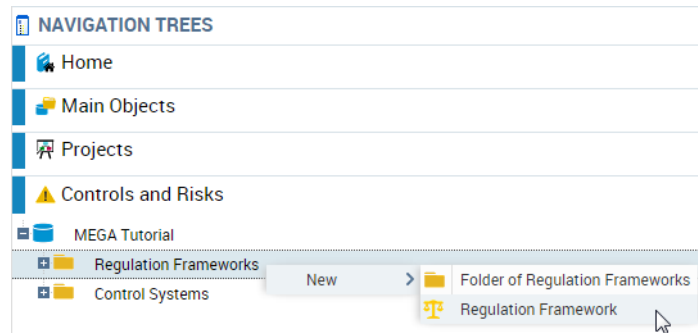 NAVIGATION TREES
Home
Main Objects
Projects
Controls and Risks
MEGA Tutorial
Regulation Frameworks
New
Folder of Regulation Frameworks
Control Systems
Regulation Framework